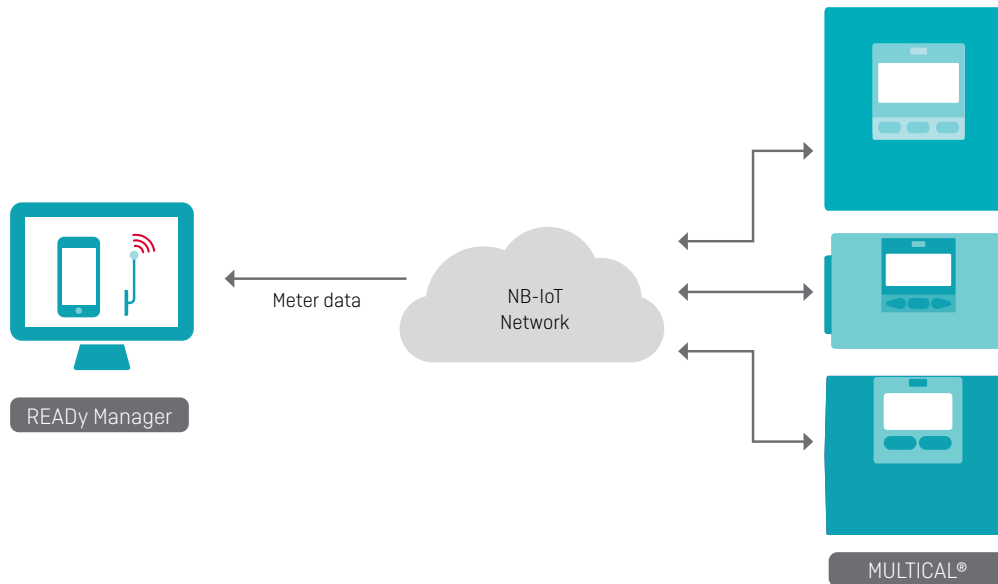 Meter data
NB-IoT
Network
READy Manager
MULTICAL®